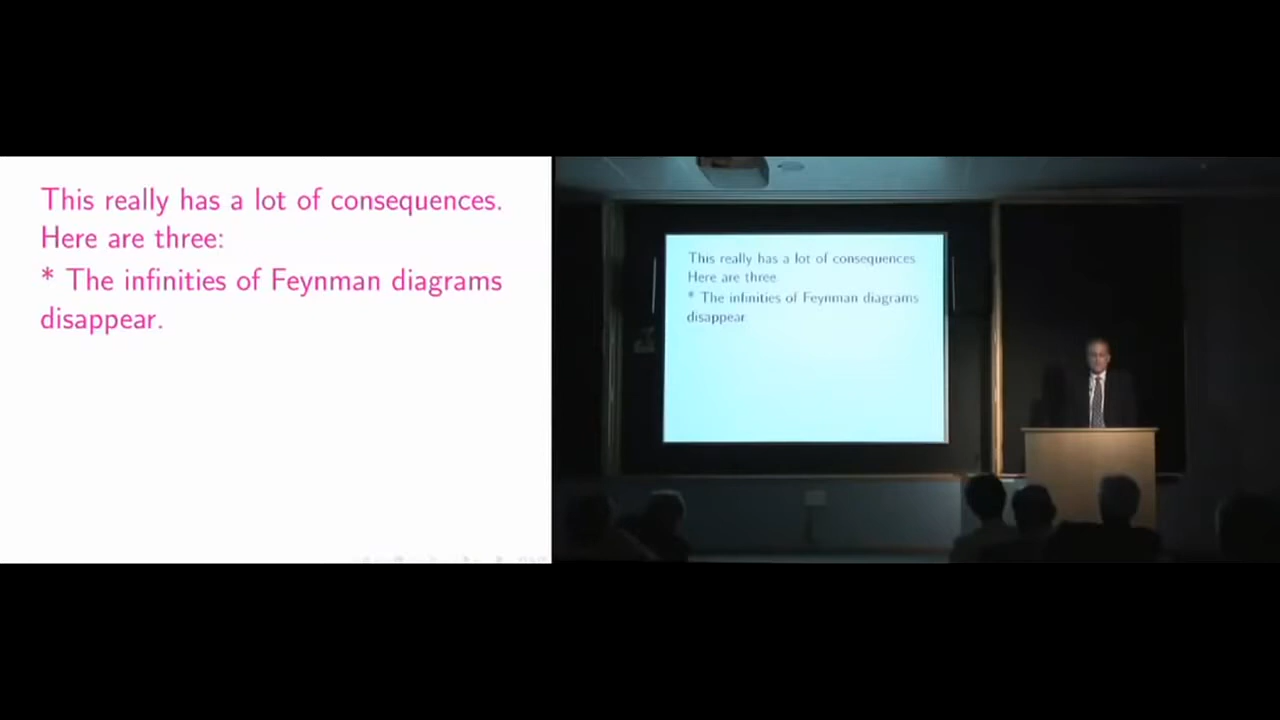 This really has a lot of consequences.
Here are three:
* The infinities of Feynman diagrams
disappear.
This really has a lot of consequences.
Here are three:
* The infinities of Feynman diagrams
disappear.